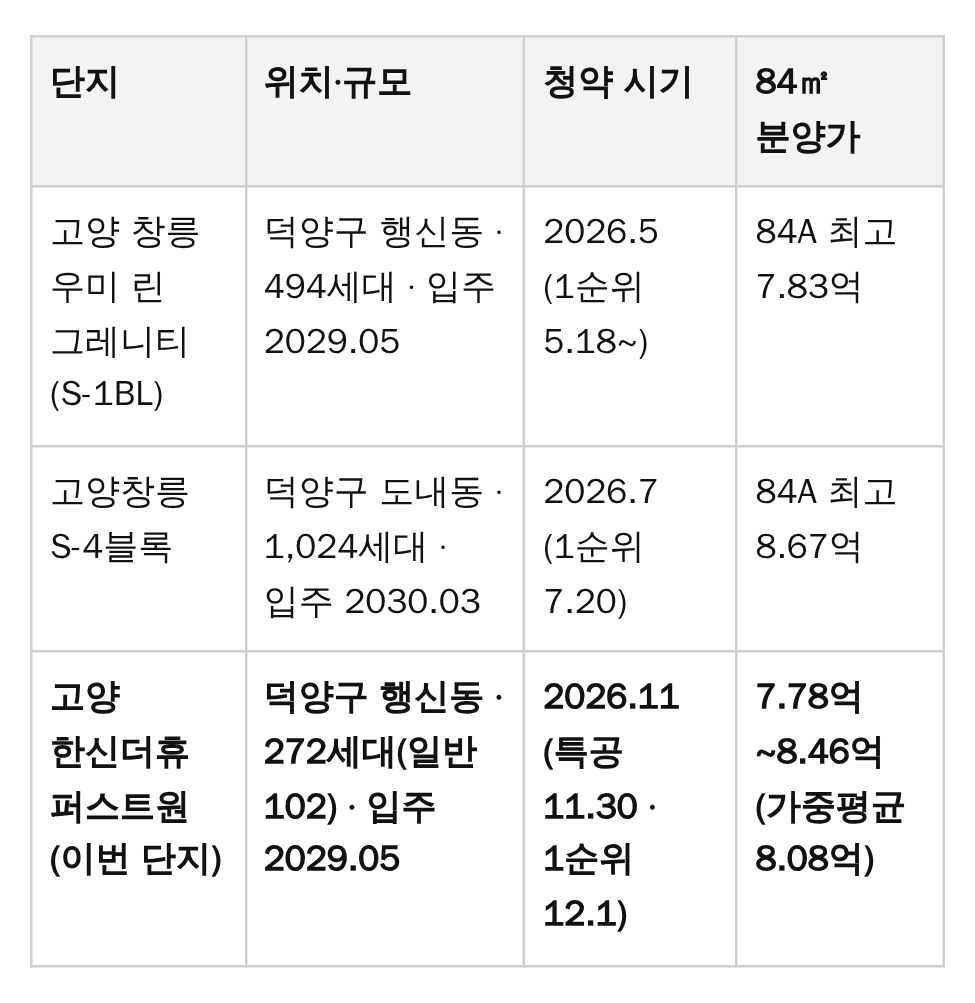 단지
위치·규모
청약 시기
84㎡
분양가
고양 창릉
우미 린
그레니티
(S-1BL)
덕양구 행신동 ·
494세대 · 입주
2029.05
2026.5
(1순위
5.18~)
84A 최고
7.83억
고양창릉
S-4블록
덕양구 도내동 ·
1,024세대 ·
입주 2030.03
2026.7
(1순위
7.20)
84A 최고
8.67억
고양
한신더휴
퍼스트원
(이번 단지)
덕양구 행신동 ·
272세대(일반
102) · 입주
2029.05
2026.11
(특공
11.30 ·
1순위
12.1)
7.78억
~8.46억
(가중평균
8.08억)